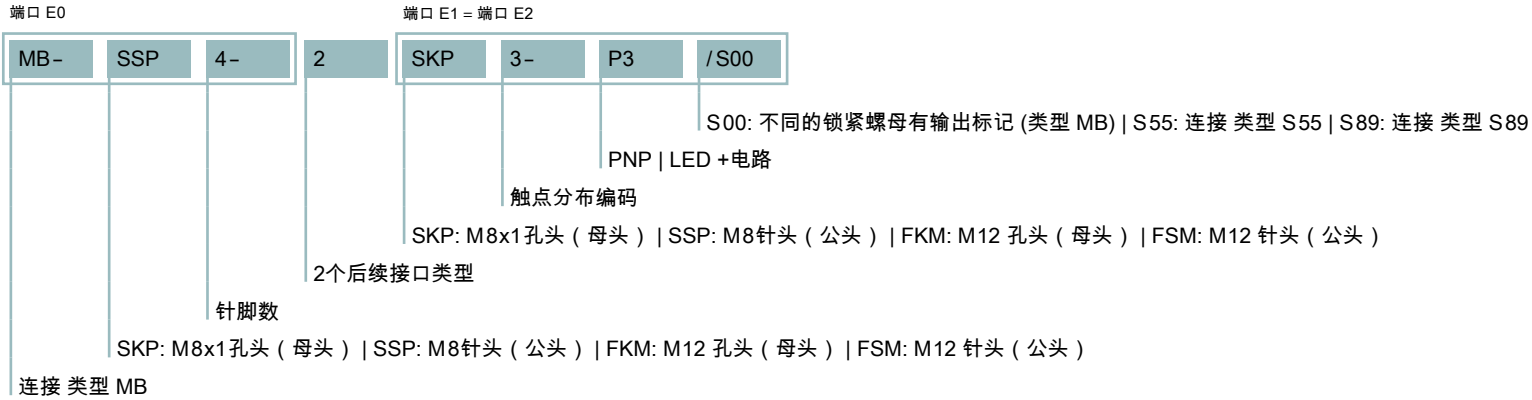 端口 E0 端口 E1 = 端口 E2
MB– SSP 4– 2 SKP 3– P3 /S00
S00: 不同的锁紧螺母有输出标记 (类型 MB) | S55: 连接 类型 S55 | S89: 连接 类型 S89
PNP | LED +电路
触点分布编码
SKP: M8x1孔头（母头） | SSP: M8针头（公头） | FKM: M12 孔头（母头） | FSM: M12 针头（公头）
2个后续接口类型
针脚数
SKP: M8x1孔头（母头） | SSP: M8针头（公头） | FKM: M12 孔头（母头） | FSM: M12 针头（公头）
连接 类型 MB